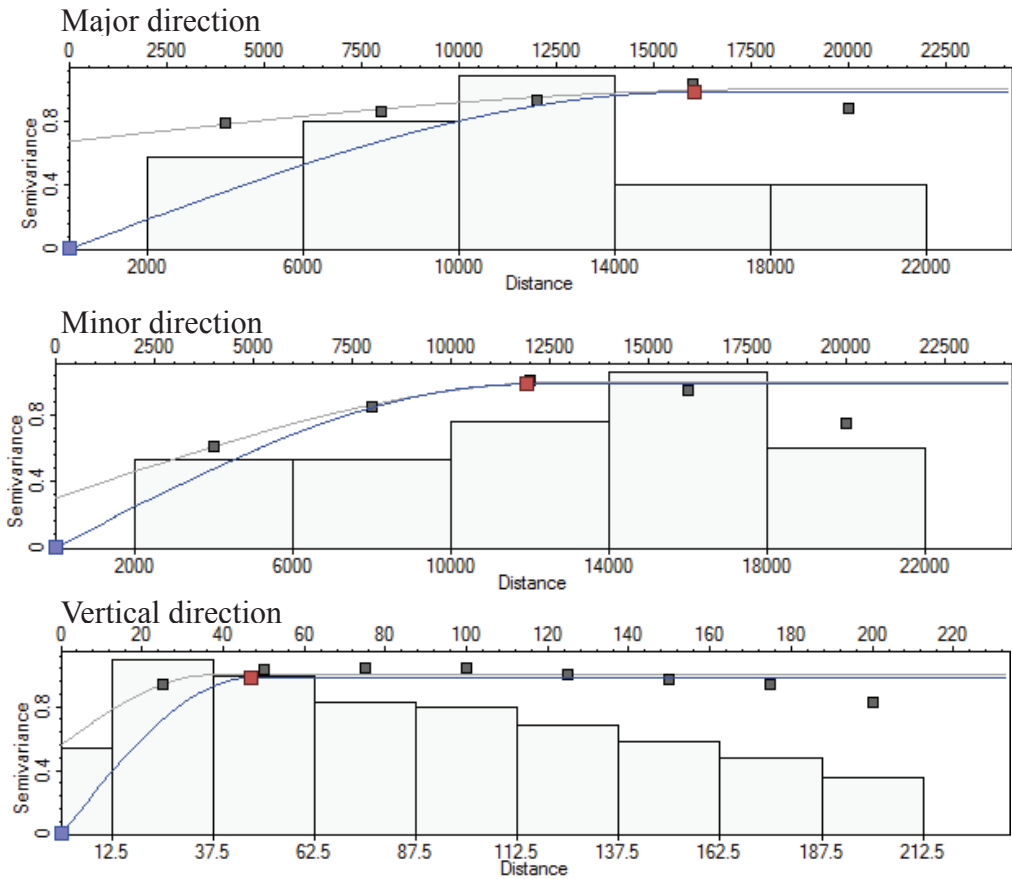 Major direction
0 2500 5000 7500 10000 12500 15000 17500 20000 22500
Semivariance
0 0.4 0.8
2000 6000 10000 14000 18000 22000
Distance
Minor direction
0 2500 5000 7500 10000 12500 15000 17500 20000 22500
Semivariance
0 0.4 0.8
2000 6000 10000 14000 18000 22000
Distance
Vertical direction
0 20 40 60 80 100 120 140 160 180 200 220
Semivariance
0 0.4 0.8
12.5 37.5 62.5 87.5 112.5 137.5 162.5 187.5 212.5
Distance